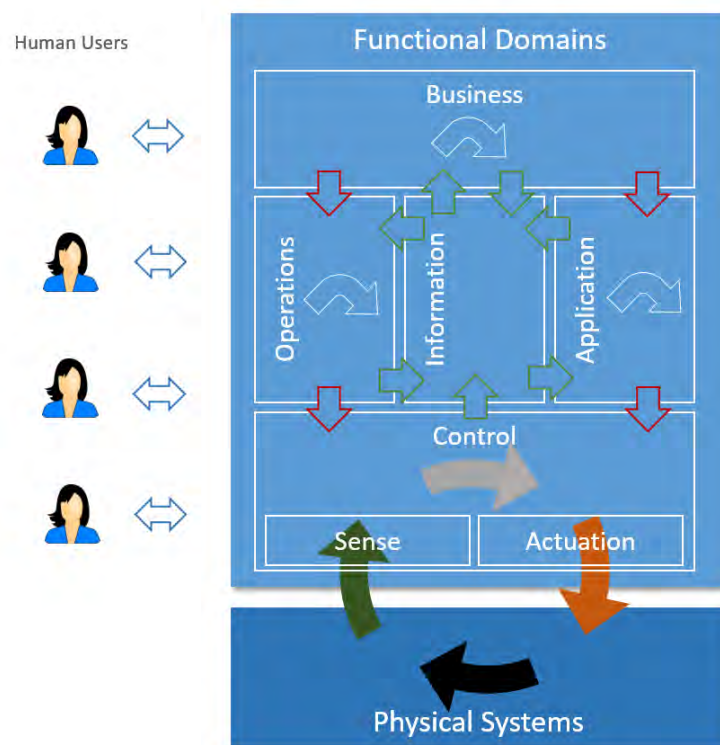 Human Users
Functional Domains
Business
Operations
Information
Application
Control
Sense
Actuation
Physical Systems